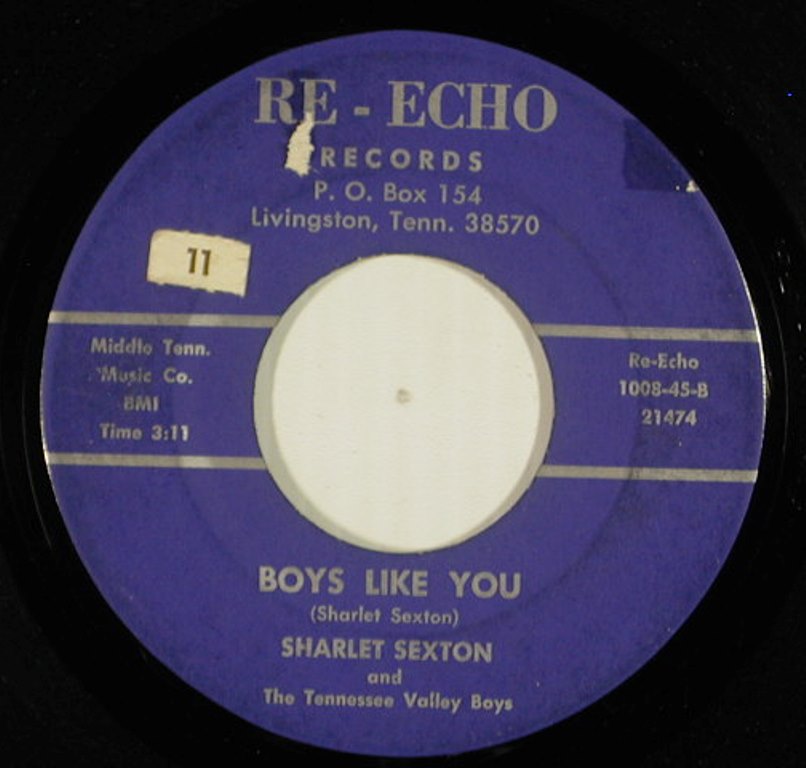 RE - ECHO
RECORDS
P. O. Box 154
Livingston, Tenn. 38570
11
Middle Tenn.
Music Co.
BMI
Time 3:11
Re-Echo
1008-45-B
21474
BOYS LIKE YOU
(Sharlet Sexton)
SHARLET SEXTON
and
The Tennessee Valley Boys